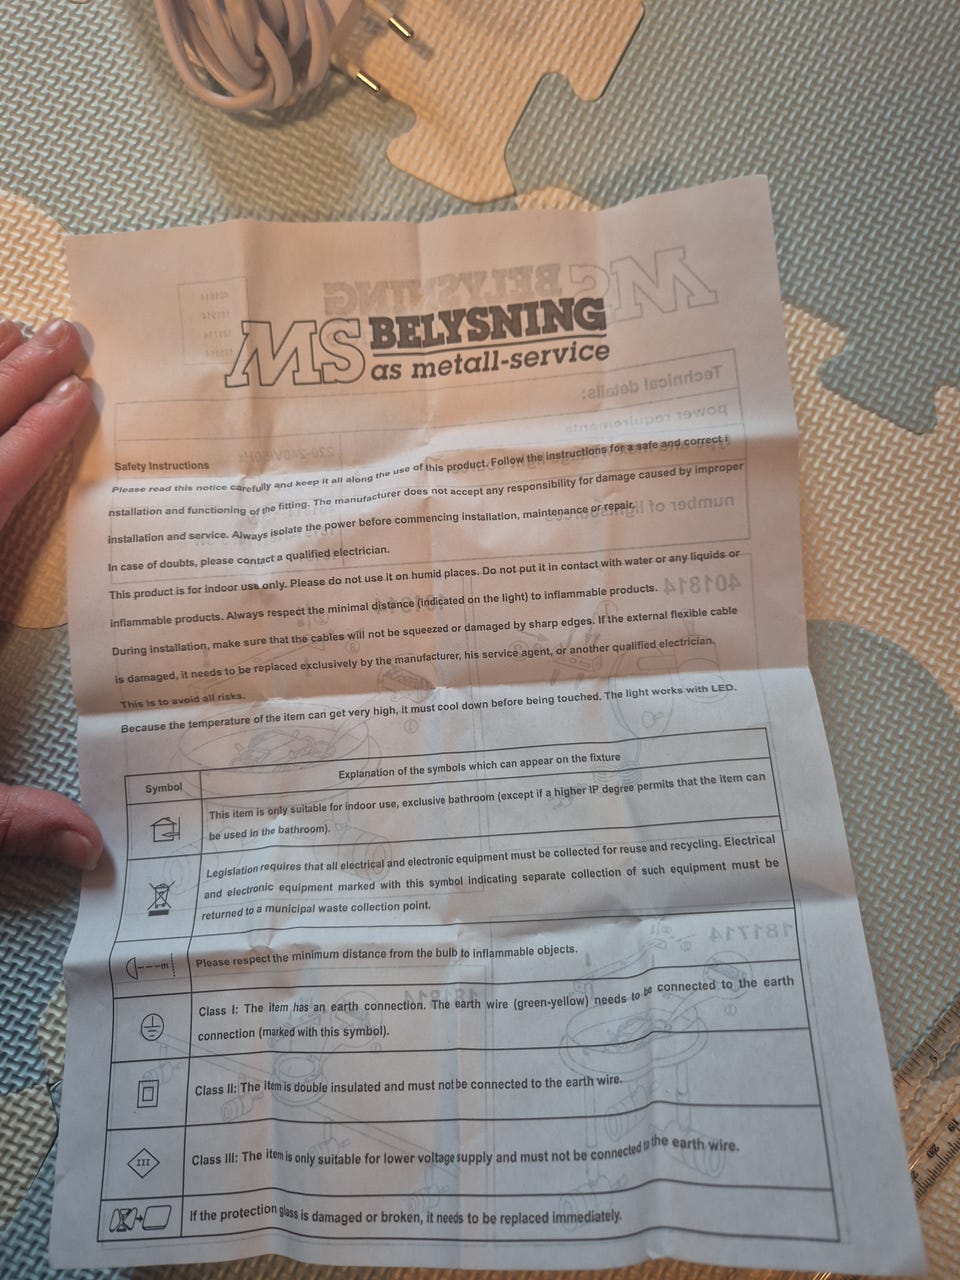 MS BELYSNING
as metall-service
Safety Instructions
Please read this notice carefully and keep it all along the use of this product. Follow the instructions for a safe and correct i
nstallation and functioning of the fitting. The manufacturer does not accept any responsibility for damage caused by improper
installation and service. Always isolate the power before commencing installation, maintenance or repair.
In case of doubts, please contact a qualified electrician.
This product is for indoor use only. Please do not use it on humid places. Do not put it in contact with water or any liquids or
inflammable products. Always respect the minimal distance (indicated on the light) to inflammable products.
During installation, make sure that the cables will not be squeezed or damaged by sharp edges. If the external flexible cable
is damaged, it needs to be replaced exclusively by the manufacturer, his service agent, or another qualified electrician.
This is to avoid all risks.
Because the temperature of the item can get very high, it must cool down before being touched. The light works with LED.
Symbol Explanation of the symbols which can appear on the fixture
This item is only suitable for indoor use, exclusive bathroom (except if a higher IP degree permits that the item can
be used in the bathroom).
Legislation requires that all electrical and electronic equipment must be collected for reuse and recycling. Electrical
and electronic equipment marked with this symbol indicating separate collection of such equipment must be
returned to a municipal waste collection point.
---m Please respect the minimum distance from the bulb to inflammable objects.
Class I: The item has an earth connection. The earth wire (green-yellow) needs to be connected to the earth
connection (marked with this symbol).
Class II: The item is double insulated and must not be connected to the earth wire.
III Class III: The item is only suitable for lower voltage supply and must not be connected to the earth wire.
If the protection glass is damaged or broken, it needs to be replaced immediately.